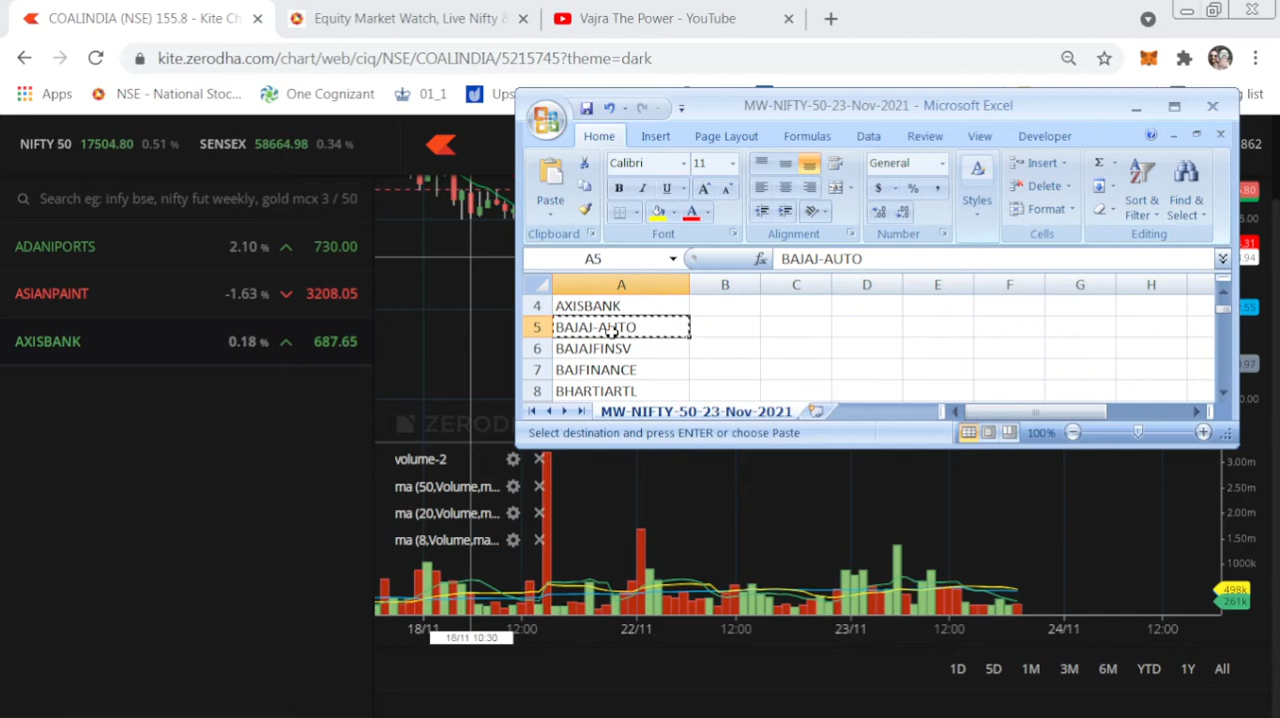 COALINDIA (NSE) 155.8 - Kite Ch
Equity Market Watch, Live Nifty &
Vajra The Power - YouTube
kite.zerodha.com/chart/web/ciq/NSE/COALINDIA/5215745?theme=dark
Apps
NSE - National Stoc...
One Cognizant
01_1
Ups
g list
MW-NIFTY-50-23-Nov-2021 - Microsoft Excel
Home Insert Page Layout Formulas Data Review View Developer
NIFTY 50 17504.80 0.51 % SENSEX 58664.98 0.34 %
862
Paste
Clipboard
Calibri 11
B I U
Font
Alignment
General
$ % ,
Number
Styles
Insert
Delete
Format
Cells
Σ
Sort & Filter
Find & Select
Editing
Search eg: infy bse, nifty fut weekly, gold mcx 3 / 50
ADANIPORTS 2.10 % 730.00
ASIANPAINT -1.63 % 3208.05
AXISBANK 0.18 % 687.65
A5 fx BAJAJ-AUTO
A B C D E F G H
4 AXISBANK
5 BAJAJ-AUTO
6 BAJAJFINSV
7 BAJFINANCE
8 BHARTIARTL
MW-NIFTY-50-23-Nov-2021
Select destination and press ENTER or choose Paste
100%
ZERODH
volume-2
ma (50,Volume,m...
ma (20,Volume,m...
ma (8,Volume,ma...
3.00m
2.50m
2.00m
1.50m
1000k
498k
261k
18/11 12:00 22/11 12:00 23/11 12:00 24/11 12:00
18/11 10:30
1D 5D 1M 3M 6M YTD 1Y All